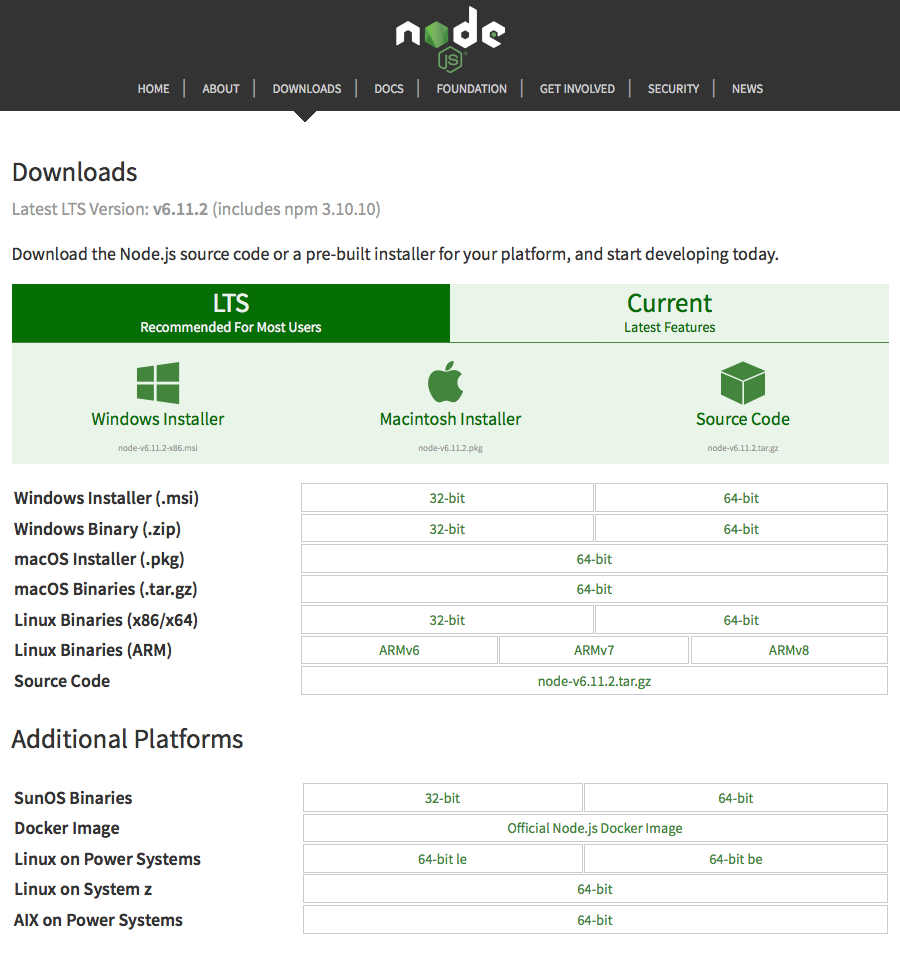 node
JS
HOME ABOUT DOWNLOADS DOCS FOUNDATION GET INVOLVED SECURITY NEWS
Downloads
Latest LTS Version: v6.11.2 (includes npm 3.10.10)
Download the Node.js source code or a pre-built installer for your platform, and start developing today.
LTS Current
Recommended For Most Users Latest Features
Windows Installer Macintosh Installer Source Code
node-v6.11.2-x86.msi node-v6.11.2.pkg node-v6.11.2.tar.gz
Windows Installer (.msi) 32-bit 64-bit
Windows Binary (.zip) 32-bit 64-bit
macOS Installer (.pkg) 64-bit
macOS Binaries (.tar.gz) 64-bit
Linux Binaries (x86/x64) 32-bit 64-bit
Linux Binaries (ARM) ARMv6 ARMv7 ARMv8
Source Code node-v6.11.2.tar.gz
Additional Platforms
SunOS Binaries 32-bit 64-bit
Docker Image Official Node.js Docker Image
Linux on Power Systems 64-bit le 64-bit be
Linux on System z 64-bit
AIX on Power Systems 64-bit